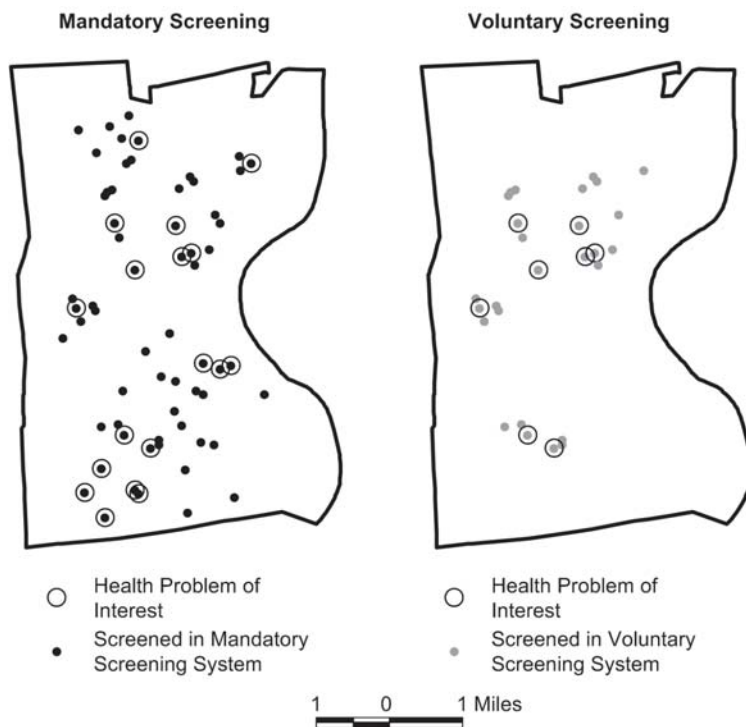 Mandatory Screening
Voluntary Screening
Health Problem of
Interest
Screened in Mandatory
Screening System
Health Problem of
Interest
Screened in Voluntary
Screening System
1 0 1 Miles